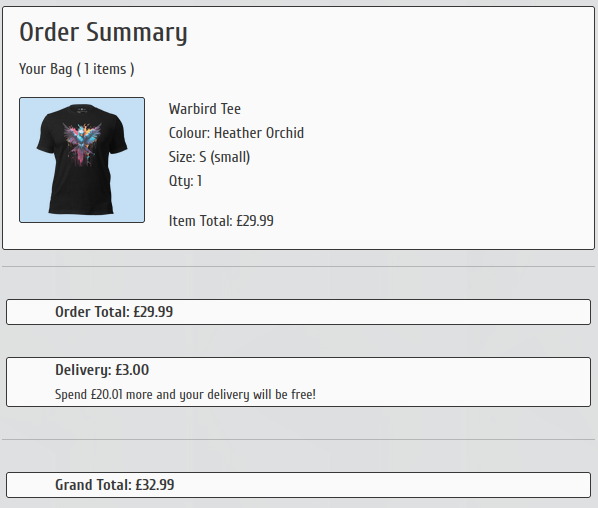 Order Summary
Your Bag ( 1 items )
Warbird Tee
Colour: Heather Orchid
Size: S (small)
Qty: 1
Item Total: £29.99
Order Total: £29.99
Delivery: £3.00
Spend £20.01 more and your delivery will be free!
Grand Total: £32.99